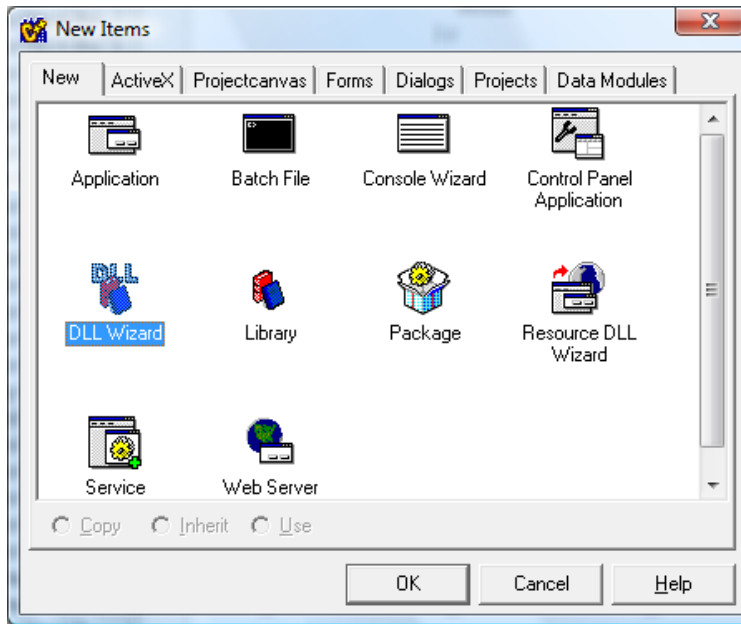 New Items
New ActiveX Projectcanvas Forms Dialogs Projects Data Modules
Application Batch File Console Wizard Control Panel
Application
DLL
DLL Wizard Library Package Resource DLL
Wizard
Service Web Server
Copy Inherit Use
OK Cancel Help